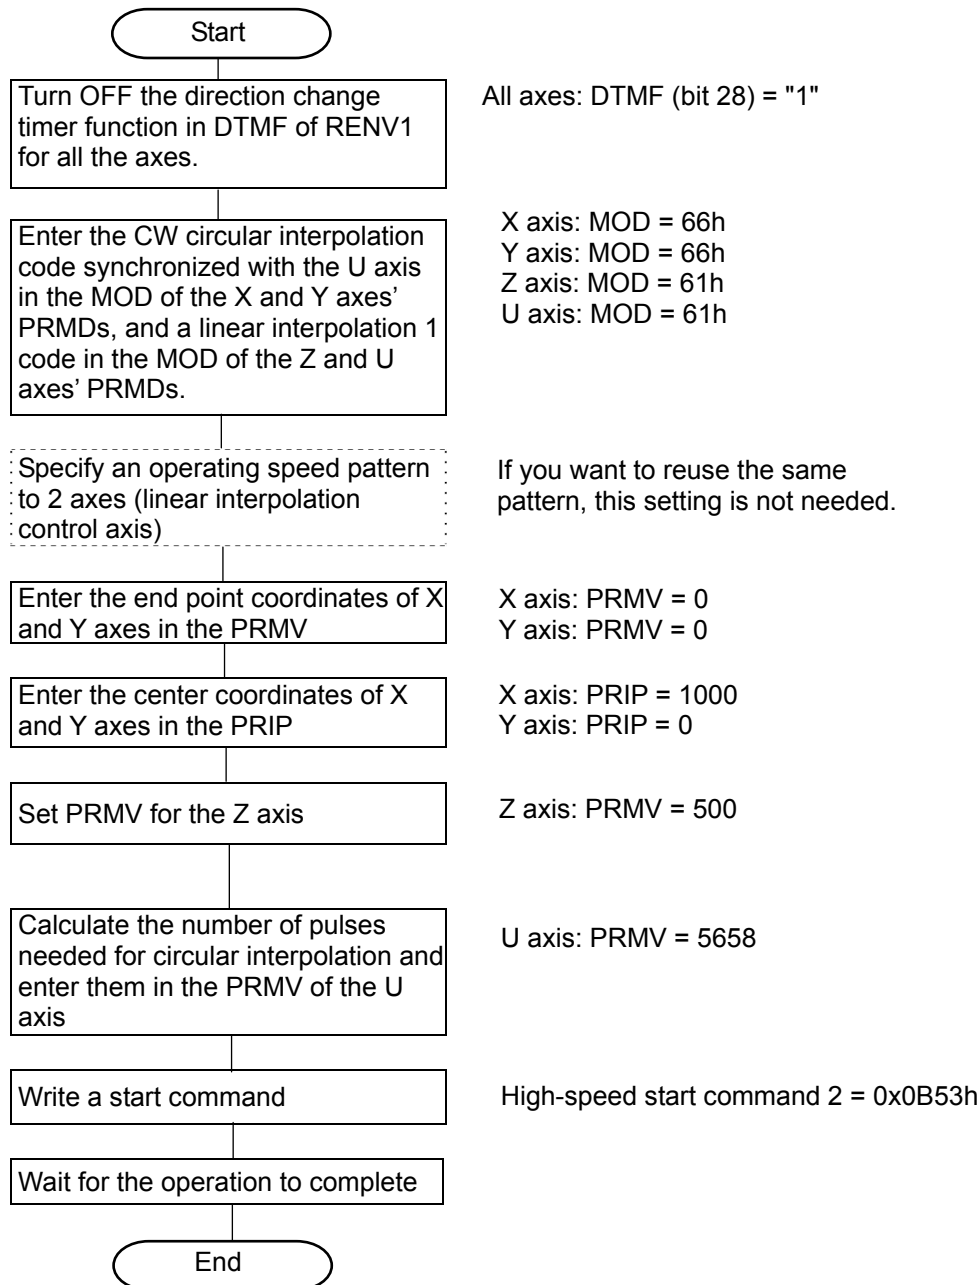 Start
Turn OFF the direction change
timer function in DTMF of RENV1
for all the axes.
All axes: DTMF (bit 28) = "1"
Enter the CW circular interpolation
code synchronized with the U axis
in the MOD of the X and Y axes’
PRMDs, and a linear interpolation 1
code in the MOD of the Z and U
axes’ PRMDs.
X axis: MOD = 66h
Y axis: MOD = 66h
Z axis: MOD = 61h
U axis: MOD = 61h
Specify an operating speed pattern
to 2 axes (linear interpolation
control axis)
If you want to reuse the same
pattern, this setting is not needed.
Enter the end point coordinates of X
and Y axes in the PRMV
X axis: PRMV = 0
Y axis: PRMV = 0
Enter the center coordinates of X
and Y axes in the PRIP
X axis: PRIP = 1000
Y axis: PRIP = 0
Set PRMV for the Z axis
Z axis: PRMV = 500
Calculate the number of pulses
needed for circular interpolation and
enter them in the PRMV of the U
axis
U axis: PRMV = 5658
Write a start command
High-speed start command 2 = 0x0B53h
Wait for the operation to complete
End